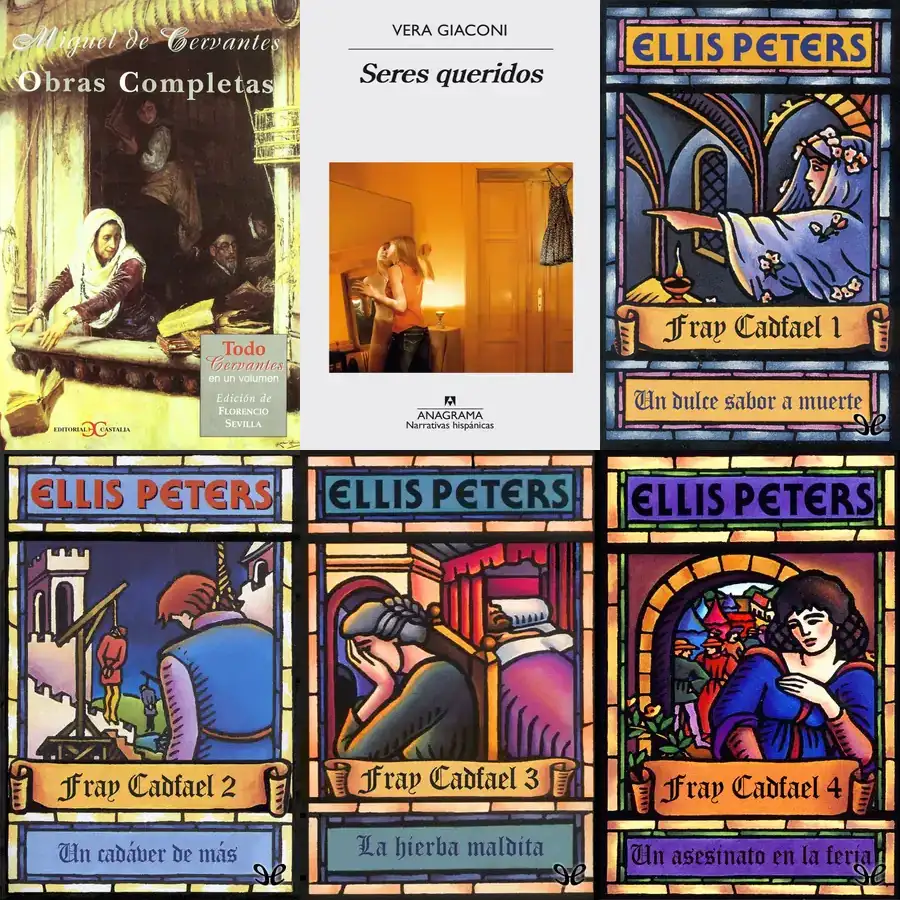 Miguel de Cervantes
Obras Completas
Todo
Cervantes
en un volumen
Edición de
FLORENCIO
SEVILLA
EDITORIAL CASTALIA
VERA GIACONI
Seres queridos
ANAGRAMA
Narrativas hispánicas
ELLIS PETERS
Fray Cadfael 1
Un dulce sabor a muerte
ELLIS PETERS
Fray Cadfael 2
Un cadáver de más
ELLIS PETERS
Fray Cadfael 3
La hierba maldita
ELLIS PETERS
Fray Cadfael 4
Un asesinato en la feria